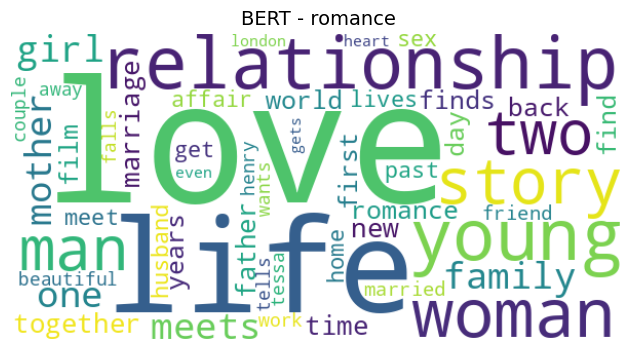 BERT - romance
london
heart
sex
girl
relationship
couple
away
affair
world
lives
finds
back
mother
film
falls
marriage
love
get
even
gets
first
day
two
find
past
story
meet
henry
wants
romance
friend
man
husband
years
life
father
tells
tessa
home
new
young
beautiful
one
family
married
together
meets
work
time
woman